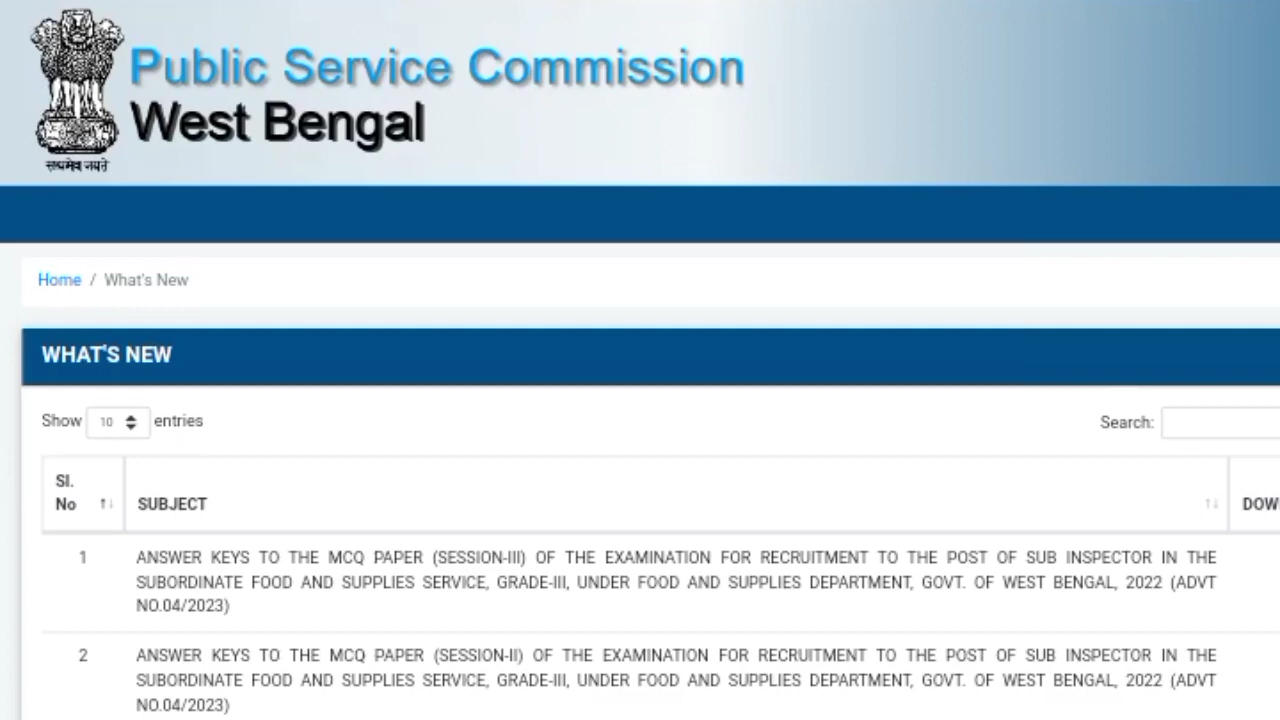 Public Service Commission
West Bengal
सत्यमेव जयते
Home / What's New
WHAT'S NEW
Show 10 entries
Search:
Sl.
No
SUBJECT
DOW
1
ANSWER KEYS TO THE MCQ PAPER (SESSION-III) OF THE EXAMINATION FOR RECRUITMENT TO THE POST OF SUB INSPECTOR IN THE
SUBORDINATE FOOD AND SUPPLIES SERVICE, GRADE-III, UNDER FOOD AND SUPPLIES DEPARTMENT, GOVT. OF WEST BENGAL, 2022 (ADVT
NO.04/2023)
2
ANSWER KEYS TO THE MCQ PAPER (SESSION-II) OF THE EXAMINATION FOR RECRUITMENT TO THE POST OF SUB INSPECTOR IN THE
SUBORDINATE FOOD AND SUPPLIES SERVICE, GRADE-III, UNDER FOOD AND SUPPLIES DEPARTMENT, GOVT. OF WEST BENGAL, 2022 (ADVT
NO.04/2023)